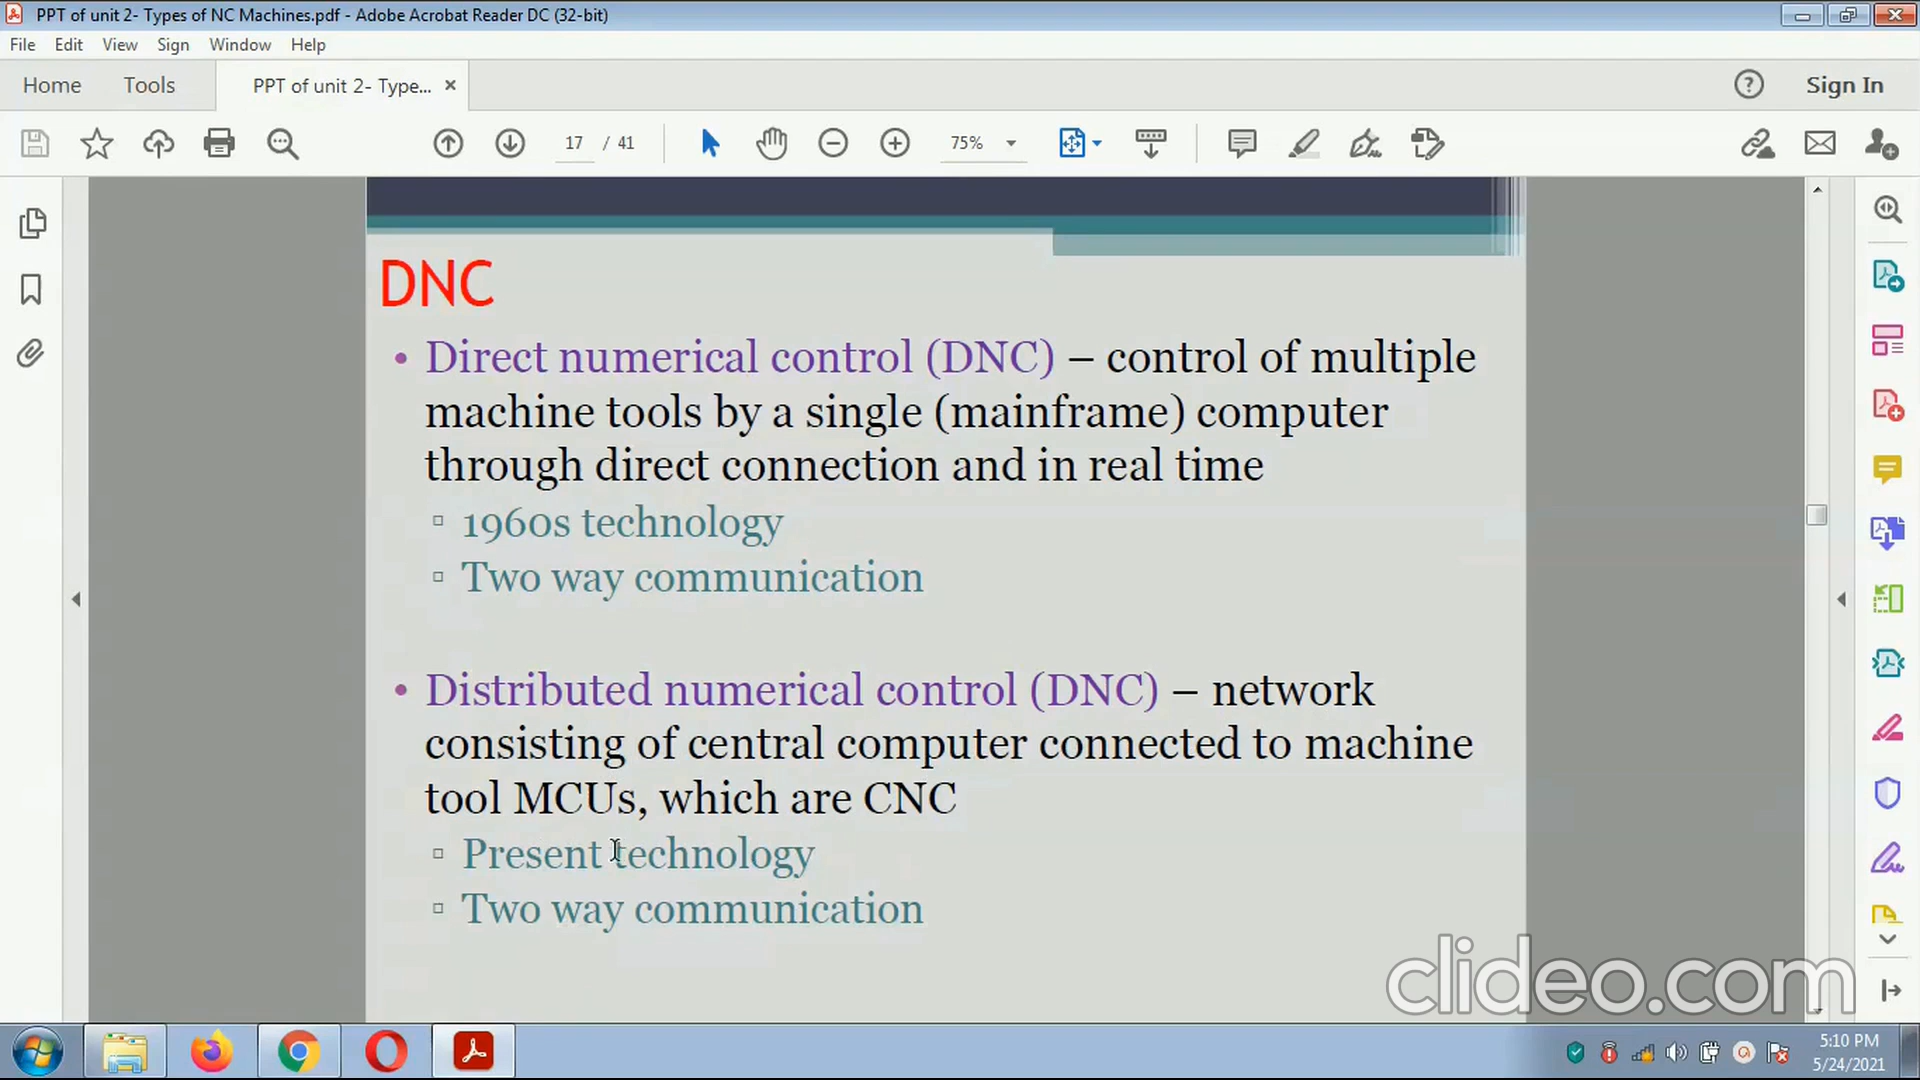 PPT of unit 2- Types of NC Machines.pdf - Adobe Acrobat Reader DC (32-bit)
File Edit View Sign Window Help
Home Tools PPT of unit 2- Type... Sign In
17 / 41 75%
DNC
• Direct numerical control (DNC) – control of multiple
machine tools by a single (mainframe) computer
through direct connection and in real time
▫ 1960s technology
▫ Two way communication
• Distributed numerical control (DNC) – network
consisting of central computer connected to machine
tool MCUs, which are CNC
▫ Present technology
▫ Two way communication
clideo.com
5:10 PM
5/24/2021